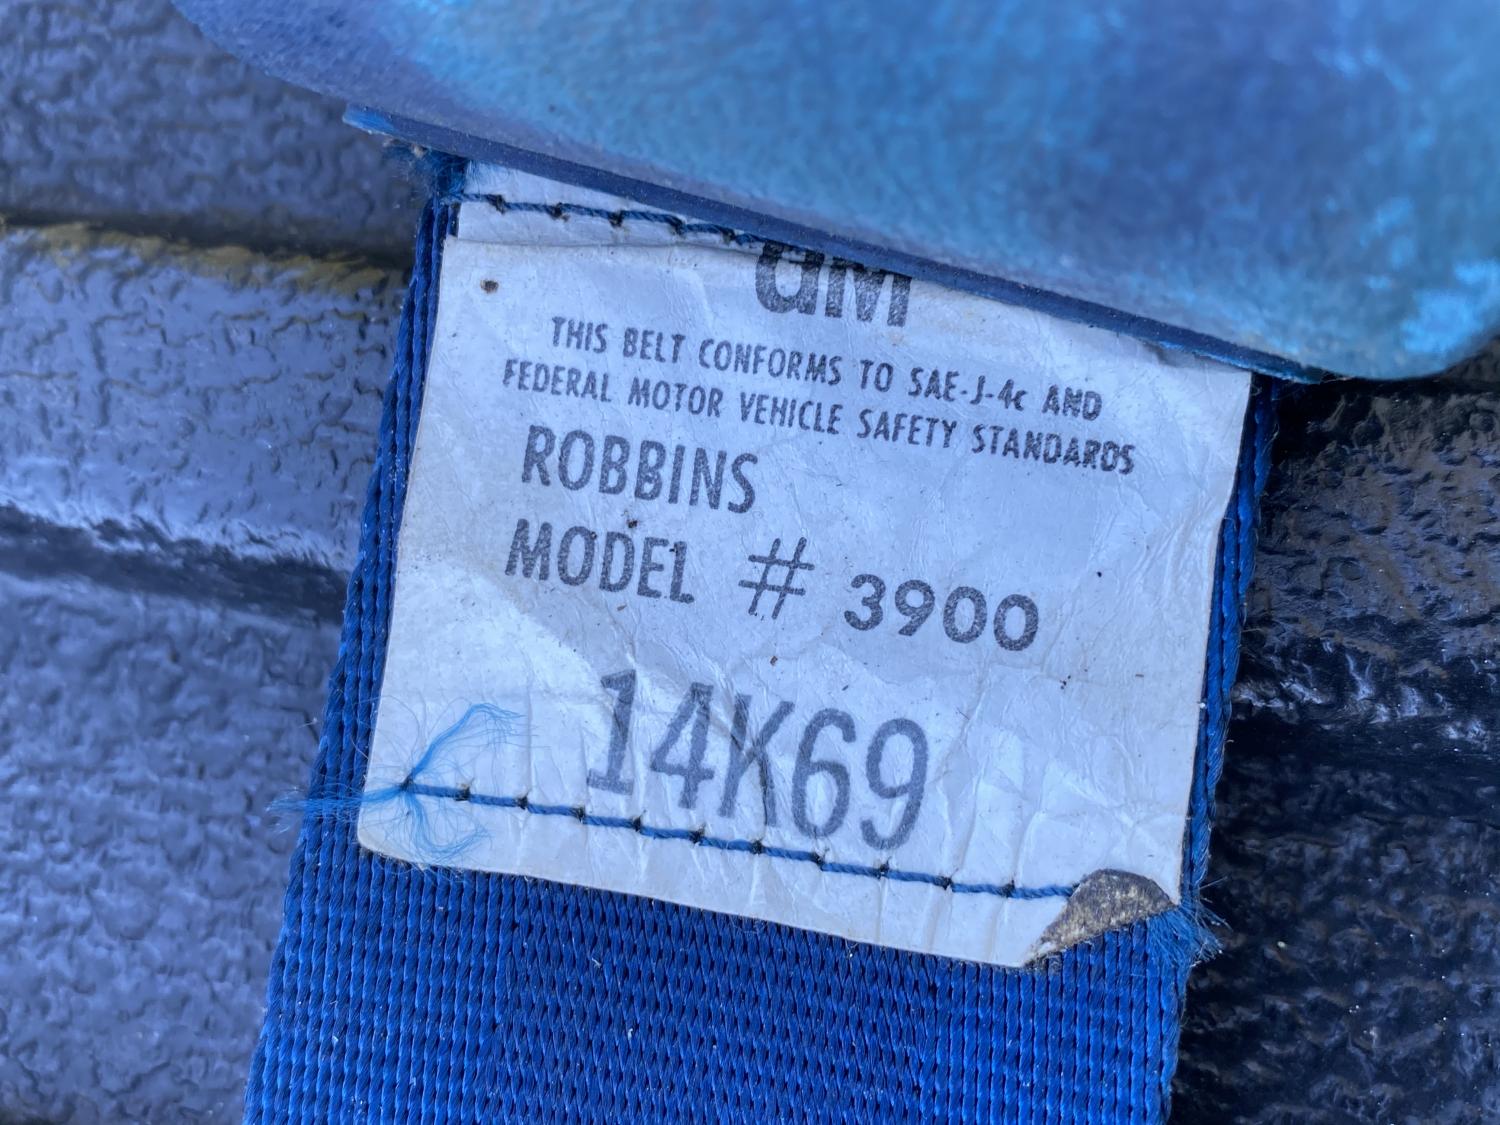 GM
THIS BELT CONFORMS TO SAE-J-4c AND
FEDERAL MOTOR VEHICLE SAFETY STANDARDS
ROBBINS
MODEL # 3900
14K69